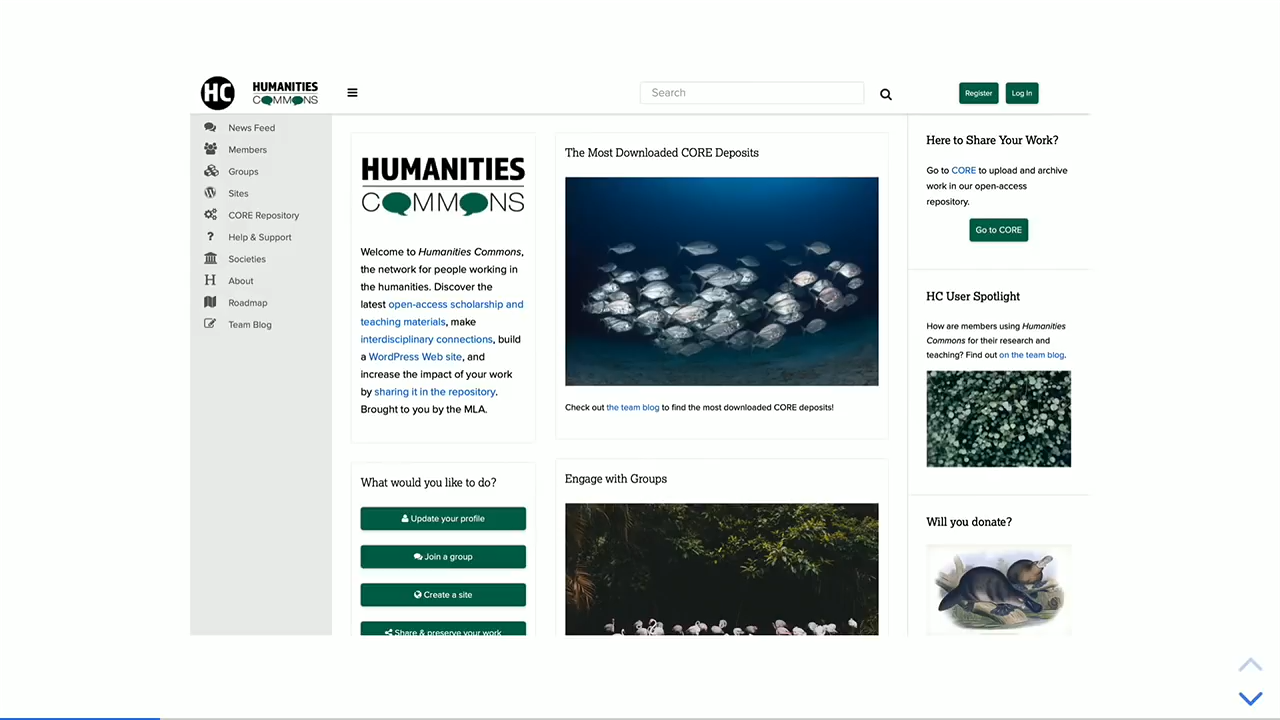 HC
HUMANITIES
COMMONS
Search
Register
Log In
News Feed
Members
Groups
Sites
CORE Repository
Help & Support
Societies
About
Roadmap
Team Blog
HUMANITIES
COMMONS
Welcome to Humanities Commons,
the network for people working in
the humanities. Discover the
latest open-access scholarship and
teaching materials, make
interdisciplinary connections, build
a WordPress Web site, and
increase the impact of your work
by sharing it in the repository.
Brought to you by the MLA.
What would you like to do?
Update your profile
Join a group
Create a site
Share & preserve your work
The Most Downloaded CORE Deposits
Check out the team blog to find the most downloaded CORE deposits!
Engage with Groups
Here to Share Your Work?
Go to CORE to upload and archive
work in our open-access
repository.
Go to CORE
HC User Spotlight
How are members using Humanities
Commons for their research and
teaching? Find out on the team blog.
Will you donate?